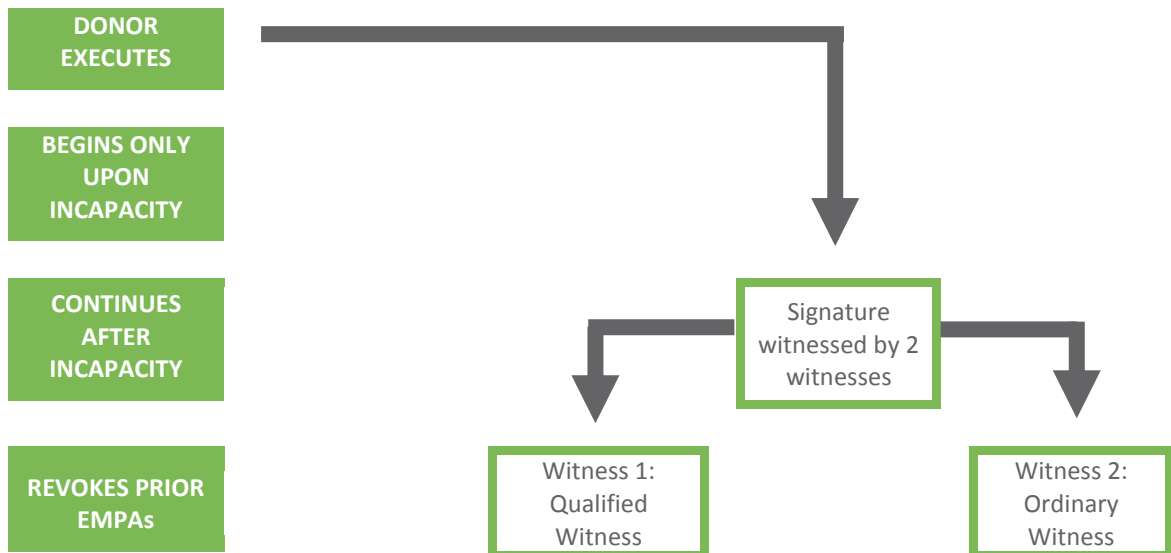 DONOR
EXECUTES
BEGINS ONLY
UPON
INCAPACITY
CONTINUES
AFTER
INCAPACITY
Signature
witnessed by 2
witnesses
REVOKES PRIOR
EMPAs
Witness 1:
Qualified
Witness
Witness 2:
Ordinary
Witness